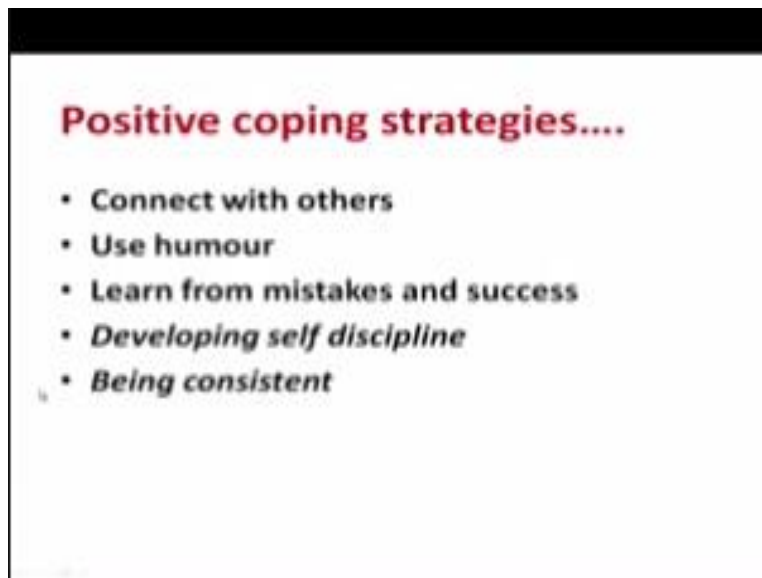 Positive coping strategies....
• Connect with others
• Use humour
• Learn from mistakes and success
• Developing self discipline
• Being consistent